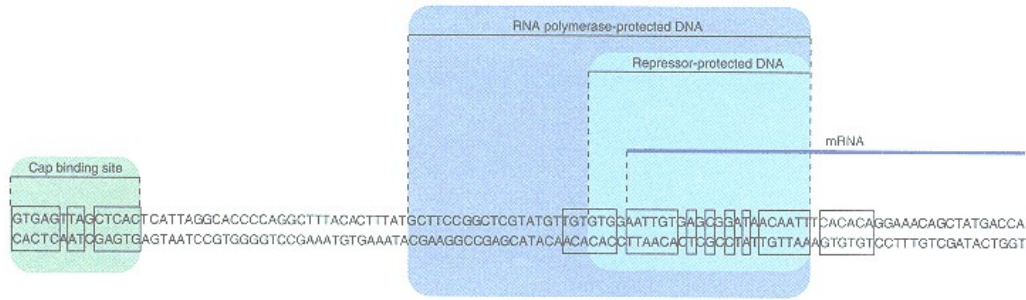 RNA polymerase-protected DNA
Repressor-protected DNA
mRNA
Cap binding site
GTGAGTTAGCTCACTCATTAGGCACCCCAGGCTTTACACTTTATGCTTCCGGCTCGTATGTTGTGTGGAATTGTGAGCGGATAACAATTTCACACAGGAAACAGCTATGACCA
CACTCAATCGAGTGAGTAATCCGTGGGGTCCGAAATGTGAAATACGAAGGCCGAGCATACAACACACCTTAACACTCGCCTATTGTTAAAGTGTGTCCTTTGTCGATACTGGT